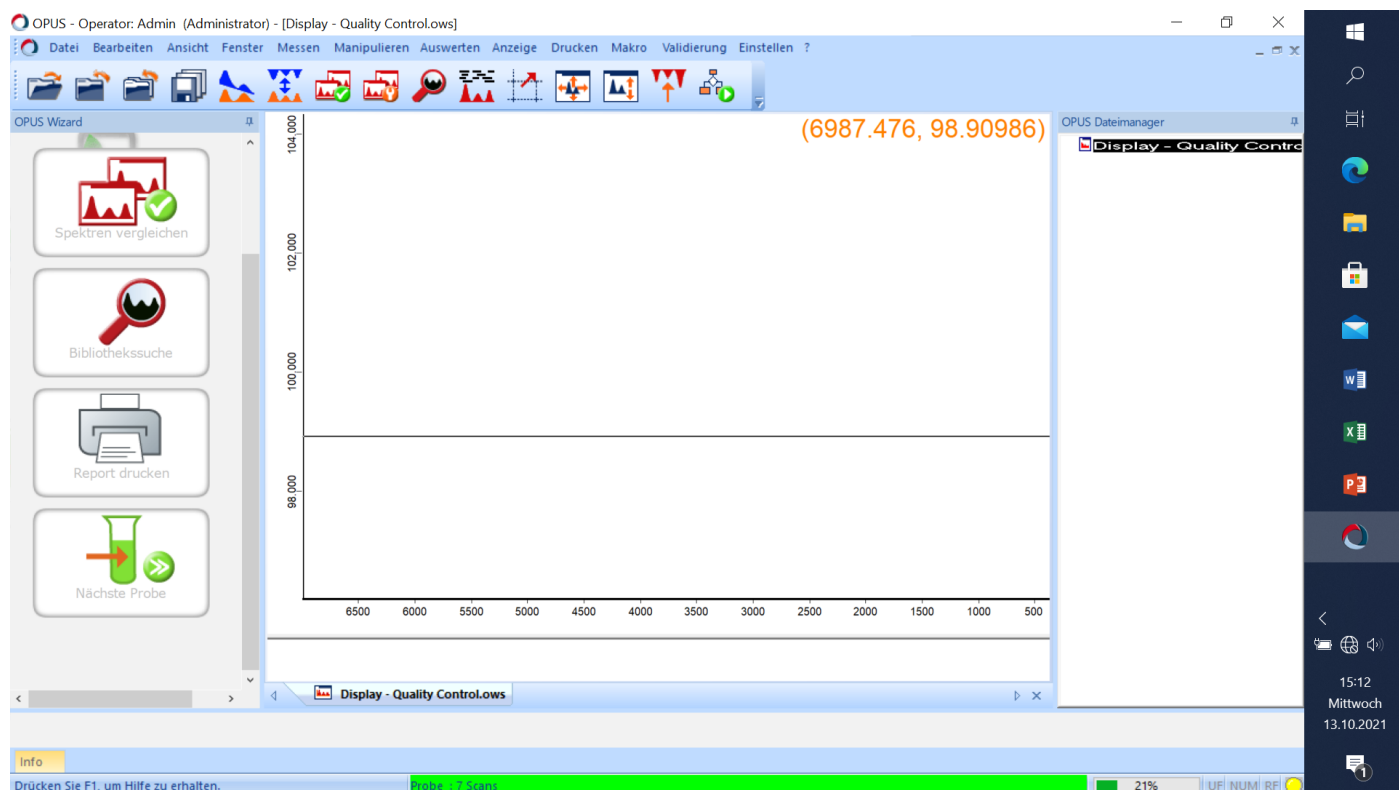 OPUS - Operator: Admin (Administrator) - [Display - Quality Control.ows]
Datei Bearbeiten Ansicht Fenster Messen Manipulieren Auswerten Anzeige Drucken Makro Validierung Einstellen ?
OPUS Wizard
Spektren vergleichen
Bibliothekssuche
Report drucken
Nächste Probe
(6987.476, 98.90986)
104,000
102,000
100,000
98,000
6500 6000 5500 5000 4500 4000 3500 3000 2500 2000 1500 1000 500
Display - Quality Control.ows
OPUS Dateimanager
Display - Quality Contro
Info
Drücken Sie F1, um Hilfe zu erhalten.
Probe : 7 Scans
21%
UF NUM RF
W
X
P
15:12
Mittwoch
13.10.2021
1